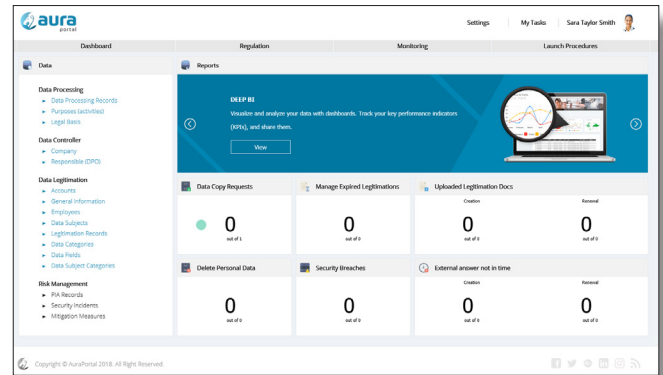 aura
portal
Settings
My Tasks
Sara Taylor Smith
Dashboard
Regulation
Monitoring
Launch Procedures
Data
Data Processing
Data Processing Records
Purposes (activities)
Legal Basis
Data Controller
Company
Responsible (DPO)
Data Legitimation
Accounts
General Information
Employees
Data Subjects
Legitimation Records
Data Categories
Data Fields
Data Subject Categories
Risk Management
PIA Records
Security Incidents
Mitigation Measures
Reports
DEEP BI
Visualize and analyze your data with dashboards. Track your key performance indicators
(KPIs), and share them.
View
Data Copy Requests
0
out of 1
Manage Expired Legitimations
0
out of 0
Uploaded Legitimation Docs
Creation
Renewal
0
0
out of 0
out of 0
Delete Personal Data
0
out of 0
Security Breaches
0
out of 0
External answer not in time
Creation
Renewal
0
0
out of 0
out of 0
Copyright © AuraPortal 2018. All Right Reserved.